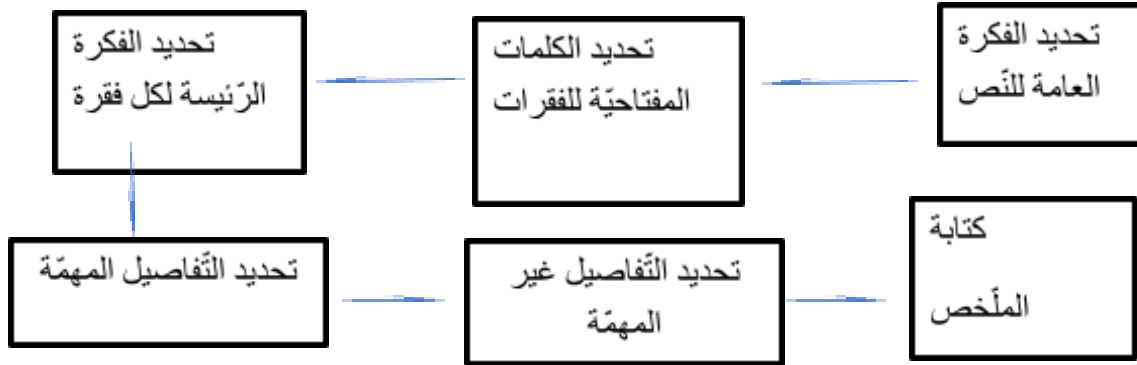 تحديد الفكرة
العامة للنّص
تحديد الكلمات
المفتاحيّة للفقرات
تحديد الفكرة
الرّئيسة لكل فقرة
تحديد التّفاصيل المهمّة
تحديد التّفاصيل غير
المهمّة
كتابة
الملّخص